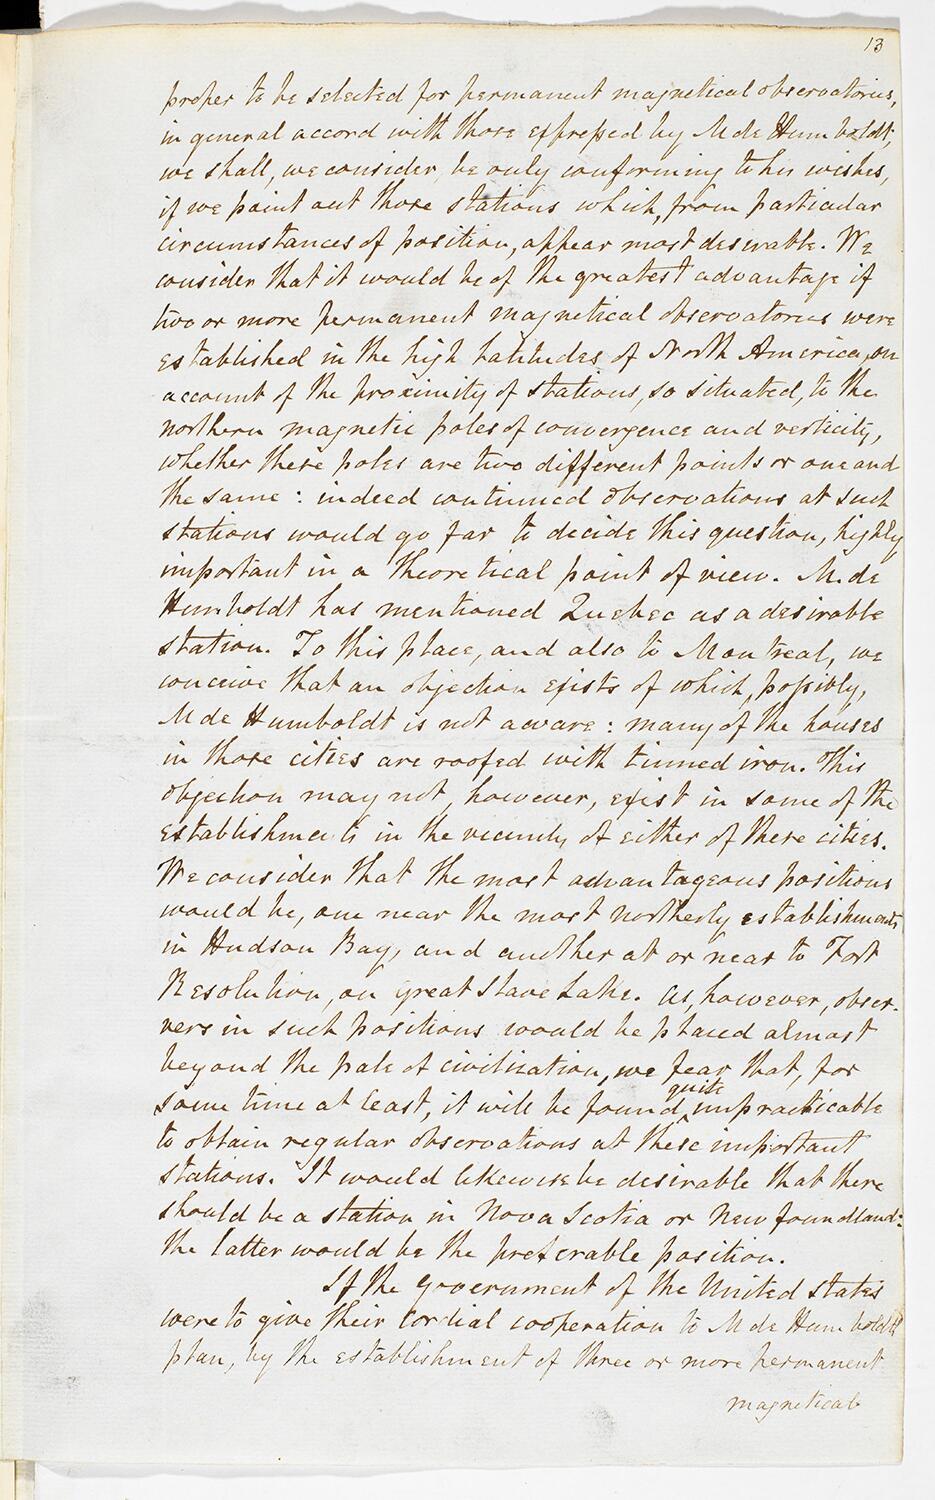 13
proper to be selected for permanent magnetical observatories,
in general accord with those expressed by M de Humboldt,
we shall, we consider, be only conforming to his wishes,
if we point out those stations which, from particular
circumstances of position, appear most desirable. We
consider that it would be of the greatest advantage if
two or more permanent magnetical observatories were
established in the high latitudes of North America, on
account of the proximity of stations, so situated, to the
northern magnetic poles of convergence and verticity,
whether these poles are two different points or one and
the same : indeed continued observations at such
stations would go far to decide this question, highly
important in a theoretical point of view. M. de
Humboldt has mentioned Quebec as a desirable
station. To this place, and also to Montreal, we
conceive that an objection exists of which, possibly,
M de Humboldt is not aware : many of the houses
in those cities are roofed with tinned iron. This
objection may not, however, exist in some of the
establishments in the vicinity of either of these cities.
We consider that the most advantageous positions
would be, one near the most northerly establishments
in Hudson Bay, and another at or near to Fort
Resolution, on Great Slave Lake. As, however, obser-
vers in such positions would be placed almost
beyond the pale of civilization, we fear that, for
quite
some time at least, it will be found impracticable
to obtain regular observations at these important
stations. It would likewise be desirable that there
should be a station in Nova Scotia or Newfoundland:
the latter would be the preferable position.
If the Government of the United States
were to give their cordial cooperation to M de Humboldt's
plan, by the establishment of three or more permanent
magnetical